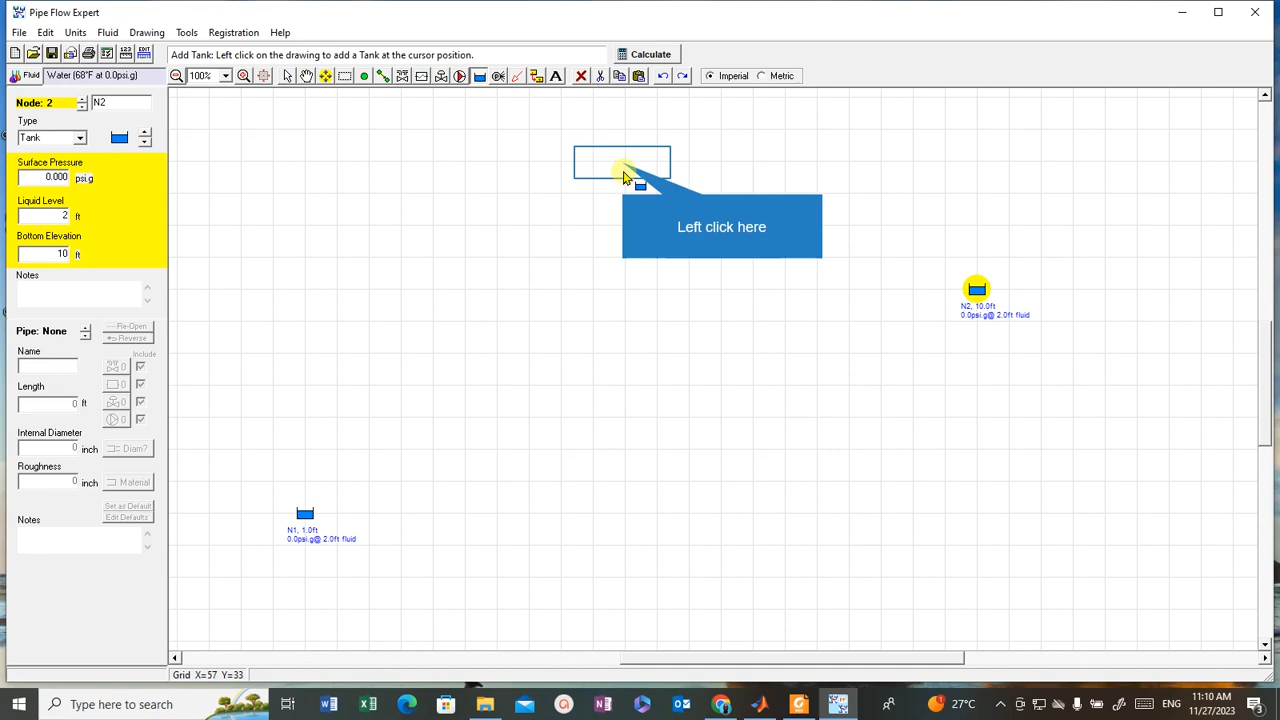 Pipe Flow Expert
File Edit Units Fluid Drawing Tools Registration Help
Add Tank: Left click on the drawing to add a Tank at the cursor position.
Calculate
Fluid Water (68°F at 0.0psi.g) 100% Imperial Metric
Node: 2 N2
Type
Tank
Surface Pressure
0.000 psi.g
Liquid Level
2 ft
Bottom Elevation
10 ft
Notes
Pipe: None
Re-Open
Reverse
Name
Include
0
Length
0
0 ft
0
0
Internal Diameter
0 inch
Diam?
Roughness
0 inch
Material
Set as Default
Edit Defaults
Notes
Left click here
N2, 10.0ft
0.0psi.g@ 2.0ft fluid
N1, 1.0ft
0.0psi.g@ 2.0ft fluid
Grid X=57 Y=33
Type here to search
27°C
ENG
11:10 AM
11/27/2023
3